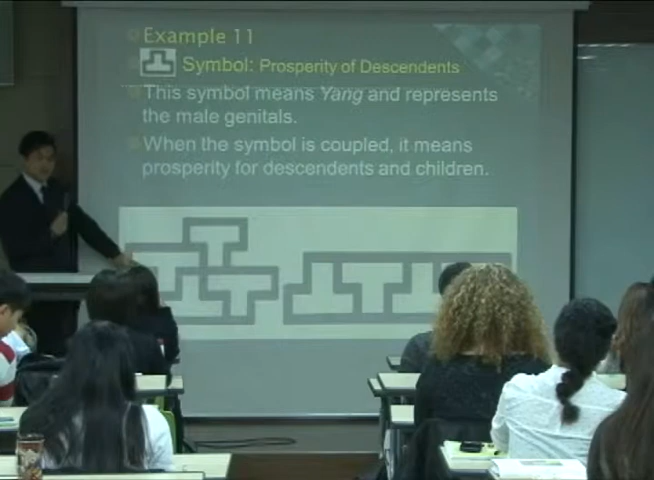 Example 11
Symbol: Prosperity of Descendents
This symbol means Yang and represents
the male genitals.
When the symbol is coupled, it means
prosperity for descendents and children.